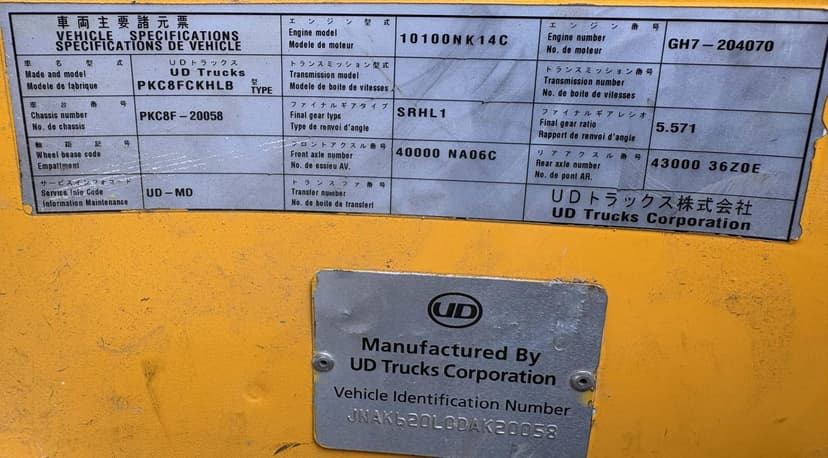 車両主要諸元票
VEHICLE SPECIFICATIONS
SPECIFICATIONS DE VEHICLE
車名型式
Made and model
Modele de fabrique
UDトラックス
UD Trucks
PKC8FCKHLB 型 TYPE
車台番号
Chassis number
No. de chassis
PKC8F-20058
軸距記号
Wheel base code
Empattment
サービスインフォコード
Service Info Code
Information Maintenance
UD-MD
エンジン型式
Engine model
Modele de moteur
10100NK14C
トランスミッション型式
Transmission model
Modele de boite de vitesses
ファイナルギアタイプ
Final gear type
Type de renvoi d'angle
SRHL1
フロントアクスル番号
Front axle number
No. de essieu AV.
40000 NA06C
トランスファ番号
Transfer number
No. de boite de transferl
エンジン番号
Engine number
No. de moteur
GH7-204070
トランスミッション番号
Transmission number
No. de boite de vitesses
ファイナルギアレシオ
Final gear ratio
Rapport de renvoi d'angle
5.571
リアアクスル番号
Rear axle number
No. de pont AR.
43000 36Z0E
UDトラックス株式会社
UD Trucks Corporation
UD
Manufactured By
UD Trucks Corporation
Vehicle Identification Number
JNAK620L0DAK20058